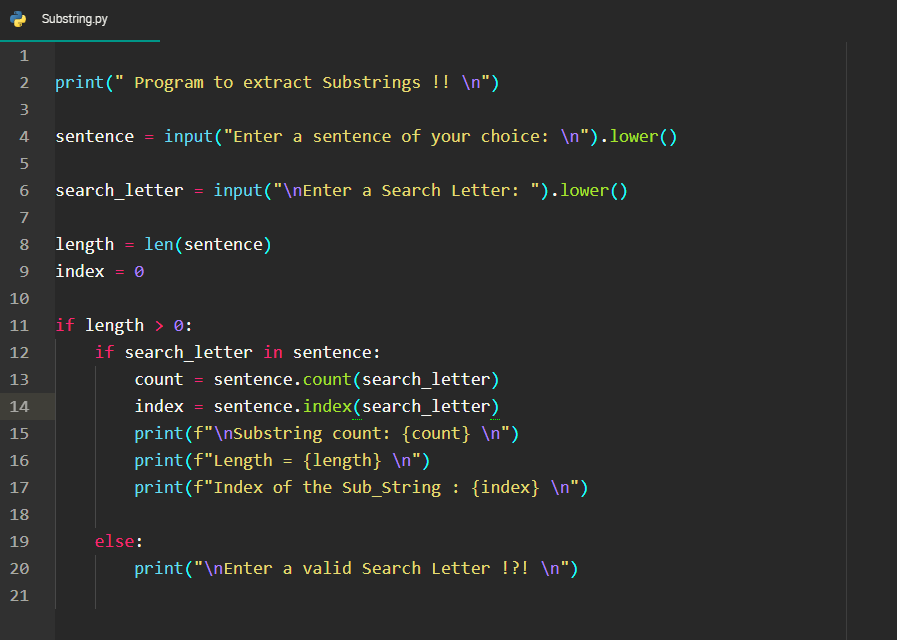 Substring.py
1
2 print(" Program to extract Substrings !! \n")
3
4 sentence = input("Enter a sentence of your choice: \n").lower()
5
6 search_letter = input("\nEnter a Search Letter: ").lower()
7
8 length = len(sentence)
9 index = 0
10
11 if length > 0:
12     if search_letter in sentence:
13         count = sentence.count(search_letter)
14         index = sentence.index(search_letter)
15         print(f"\nSubstring count: {count} \n")
16         print(f"Length = {length} \n")
17         print(f"Index of the Sub_String : {index} \n")
18
19     else:
20         print("\nEnter a valid Search Letter !?! \n")
21